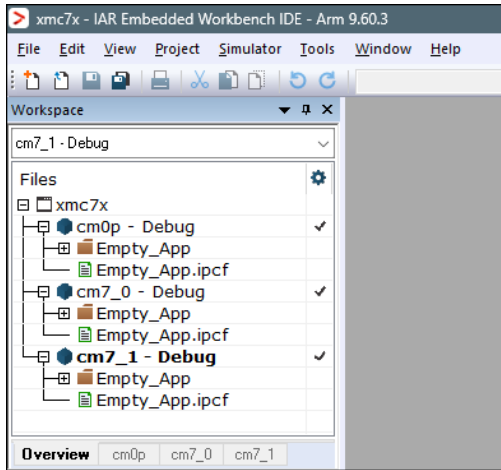 xmc7x - IAR Embedded Workbench IDE - Arm 9.60.3
File Edit View Project Simulator Tools Window Help
Workspace
cm7_1 - Debug
Files
xmc7x
cm0p - Debug
Empty_App
Empty_App.ipcf
cm7_0 - Debug
Empty_App
Empty_App.ipcf
cm7_1 - Debug
Empty_App
Empty_App.ipcf
Overview cm0p cm7_0 cm7_1